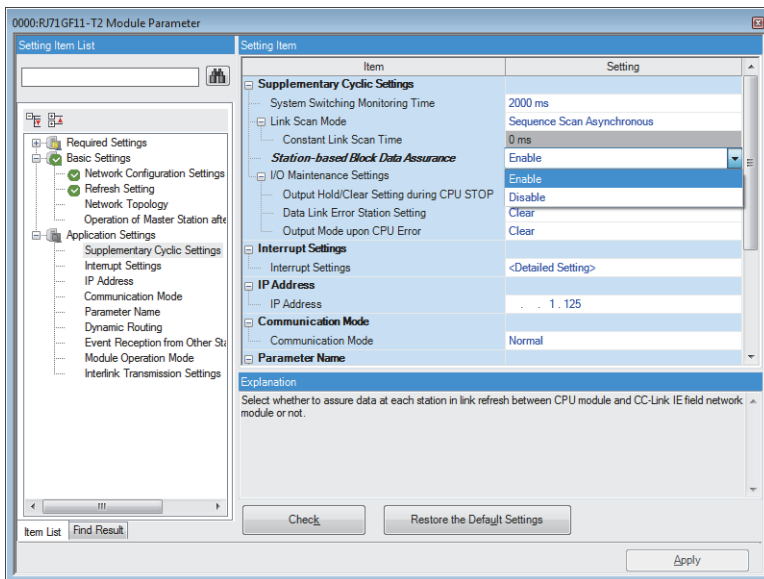 0000:RJ71GF11-T2 Module Parameter
Setting Item List
Required Settings
Basic Settings
Network Configuration Settings
Refresh Setting
Network Topology
Operation of Master Station afte
Application Settings
Supplementary Cyclic Settings
Interrupt Settings
IP Address
Communication Mode
Parameter Name
Dynamic Routing
Event Reception from Other Sta
Module Operation Mode
Interlink Transmission Settings
Item List Find Result
Setting Item
Item Setting
Supplementary Cyclic Settings
System Switching Monitoring Time 2000 ms
Link Scan Mode Sequence Scan Asynchronous
Constant Link Scan Time 0 ms
Station-based Block Data Assurance Enable
I/O Maintenance Settings Enable
Output Hold/Clear Setting during CPU STOP Disable
Data Link Error Station Setting Clear
Output Mode upon CPU Error Clear
Interrupt Settings
Interrupt Settings <Detailed Setting>
IP Address
IP Address . . 1 . 125
Communication Mode
Communication Mode Normal
Parameter Name
Explanation
Select whether to assure data at each station in link refresh between CPU module and CC-Link IE field network
module or not.
Check Restore the Default Settings
Apply